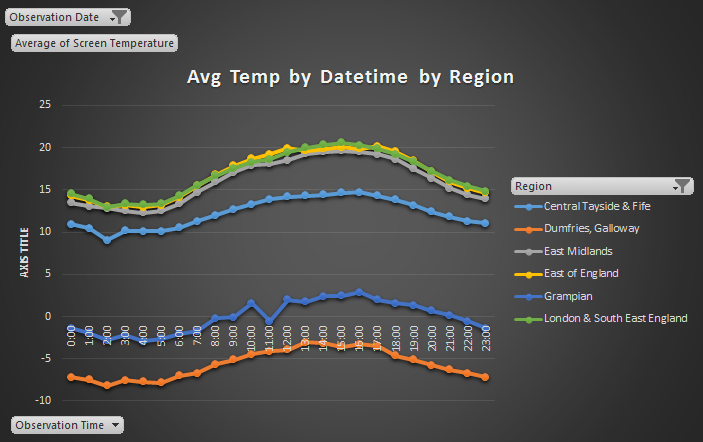 Observation Date
Average of Screen Temperature
Avg Temp by Datetime by Region
25
20
15
10
5
0
-5
-10
AXIS TITLE
0:00
1:00
2:00
3:00
4:00
5:00
6:00
7:00
8:00
9:00
10:00
11:00
12:00
13:00
14:00
15:00
16:00
17:00
18:00
19:00
20:00
21:00
22:00
23:00
Region
Central Tayside & Fife
Dumfries, Galloway
East Midlands
East of England
Grampian
London & South East England
Observation Time